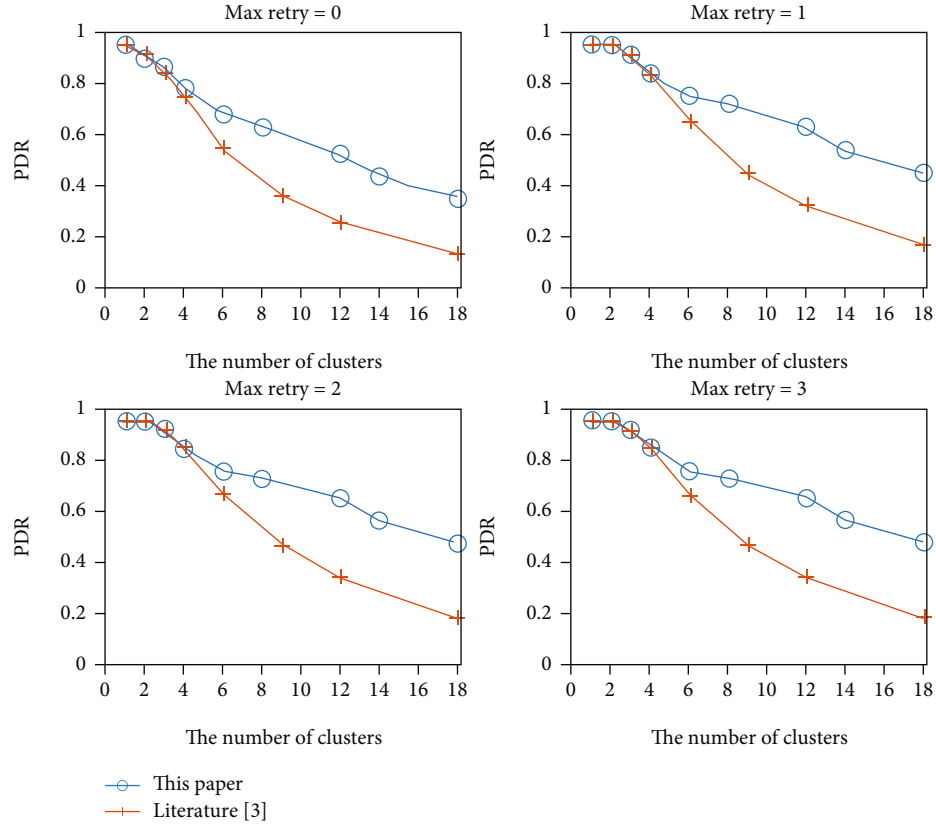 Max retry = 0
1
0.8
0.6
0.4
0.2
0
PDR
0 2 4 6 8 10 12 14 16 18
The number of clusters
Max retry = 1
1
0.8
0.6
0.4
0.2
0
PDR
0 2 4 6 8 10 12 14 16 18
The number of clusters
Max retry = 2
1
0.8
0.6
0.4
0.2
0
PDR
0 2 4 6 8 10 12 14 16 18
The number of clusters
Max retry = 3
1
0.8
0.6
0.4
0.2
0
PDR
0 2 4 6 8 10 12 14 16 18
The number of clusters
This paper
Literature [3]